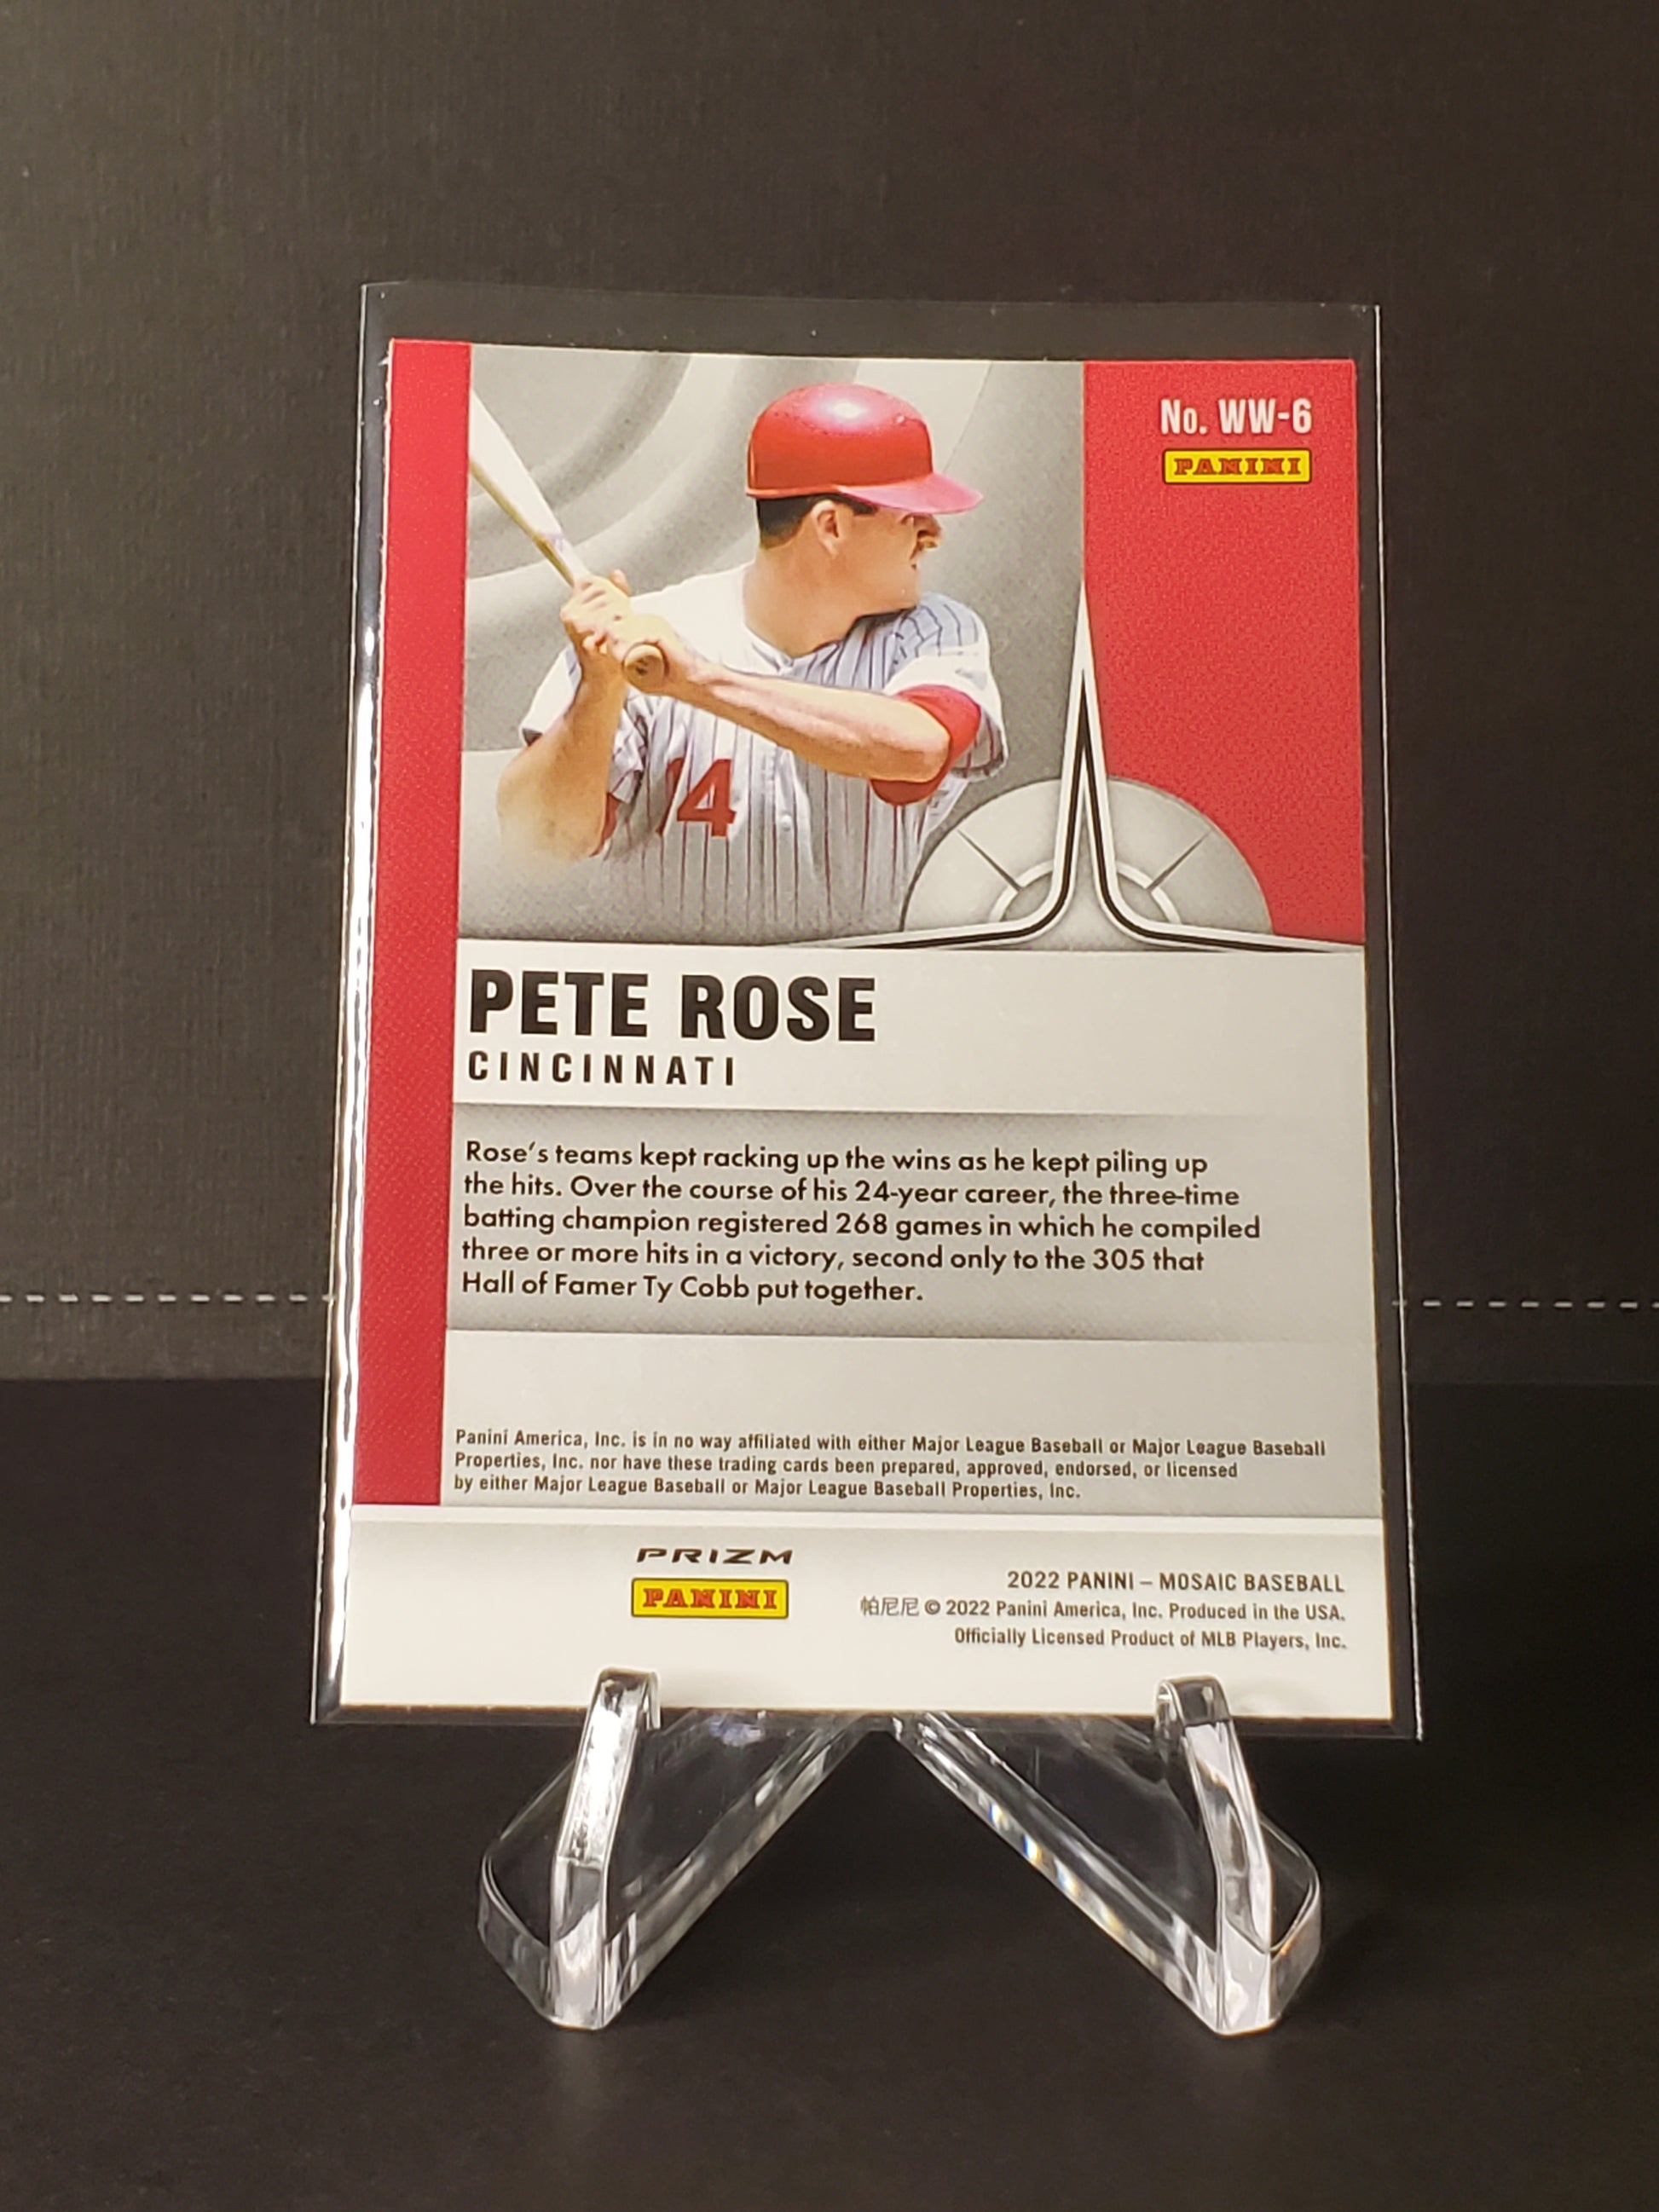 No. WW-6
PANINI
14
PETE ROSE
CINCINNATI
Rose's teams kept racking up the wins as he kept piling up
the hits. Over the course of his 24-year career, the three-time
batting champion registered 268 games in which he compiled
three or more hits in a victory, second only to the 305 that
Hall of Famer Ty Cobb put together.
Panini America, Inc. is in no way affiliated with either Major League Baseball or Major League Baseball
Properties, Inc. nor have these trading cards been prepared, approved, endorsed, or licensed
by either Major League Baseball or Major League Baseball Properties, Inc.
PRIZM
PANINI
2022 PANINI – MOSAIC BASEBALL
帕尼尼 © 2022 Panini America, Inc. Produced in the USA.
Officially Licensed Product of MLB Players, Inc.